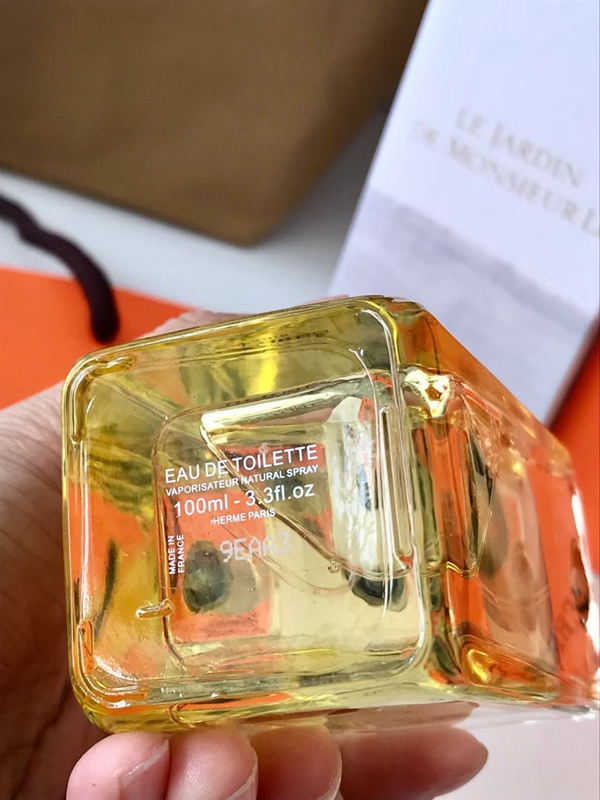 LE JARDIN
DE MONSIEUR
EAU DE TOILETTE
VAPORISATEUR NATURAL SPRAY
100ml - 3.3fl.oz
HERME PARIS
MADE IN
FRANCE